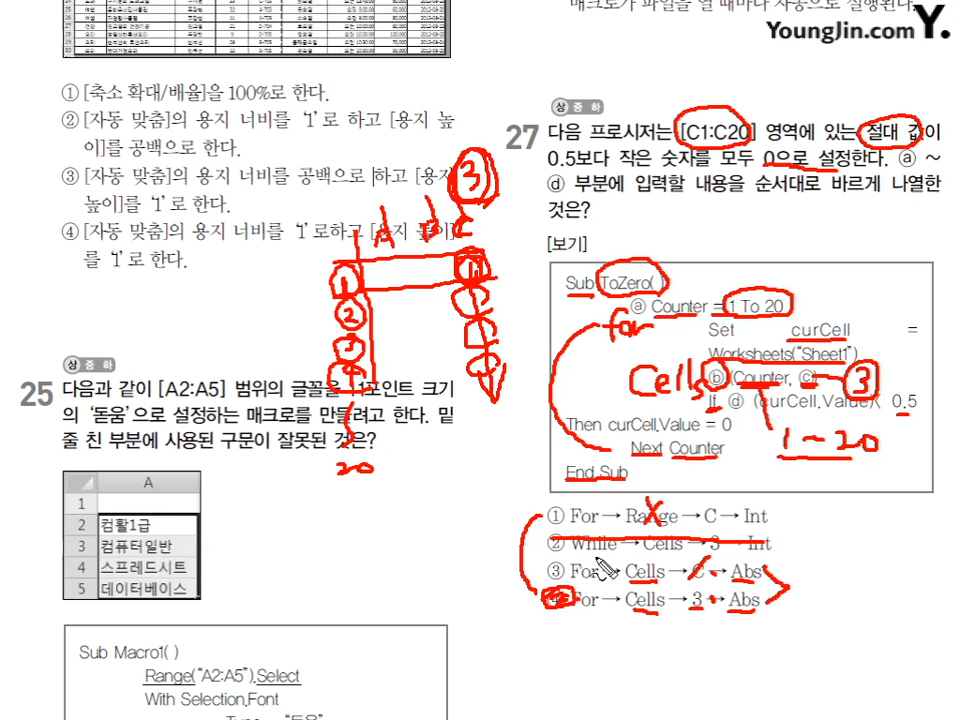 매크로가 파일을 열 때마다 자동으로 실행된다.
YoungJin.com Y.
① [축소 확대/배율]을 100%로 한다.
② [자동 맞춤]의 용지 너비를 '1'로 하고 [용지 높
이]를 공백으로 한다.
③ [자동 맞춤]의 용지 너비를 공백으로 하고 [용지
높이]를 '1'로 한다.
④ [자동 맞춤]의 용지 너비를 '1'로하고 [용지 높이]
를 '1'로 한다.
A B C
3
1
2
3
4
20
상 중 하
25 다음과 같이 [A2:A5] 범위의 글꼴을 11포인트 크기
의 '돋움'으로 설정하는 매크로를 만들려고 한다. 밑
줄 친 부분에 사용된 구문이 잘못된 것은?
A
1
2 컴활1급
3 컴퓨터일반
4 스프레드시트
5 데이터베이스
Sub Macro1( )
Range("A2:A5").Select
With Selection.Font
상 중 하
27 다음 프로시저는 [C1:C20] 영역에 있는 절대 값이
0.5보다 작은 숫자를 모두 0으로 설정한다. ⓐ ~
ⓓ 부분에 입력할 내용을 순서대로 바르게 나열한
것은?
[보기]
Sub ToZero( )
ⓐ Counter = 1 To 20
for
Set curCell =
Worksheets("Sheet1")
Cells
ⓑ (Counter, ⓒ)
3
If ⓓ (curCell.Value)< 0.5
Then curCell.Value = 0
1 ~ 20
Next Counter
End Sub
① For → Range → C → Int
② While → Cells → 3 → Int
③ For → Cells → C → Abs
④ For → Cells → 3 → Abs